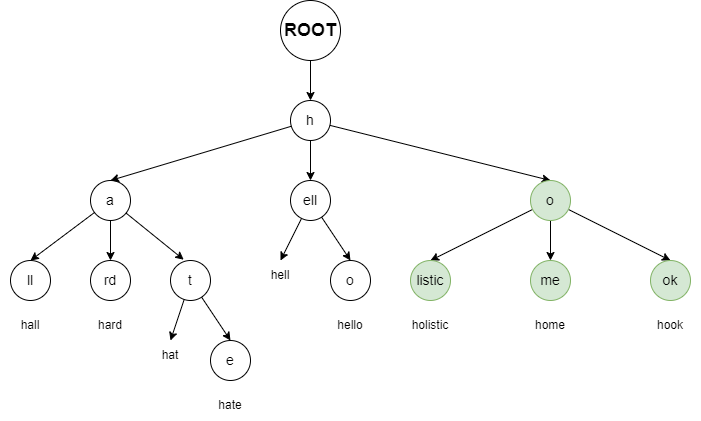 ROOT
h
a
ell
o
ll
rd
t
hell
o
listic
me
ok
hall
hard
hat
e
hello
holistic
home
hook
hate